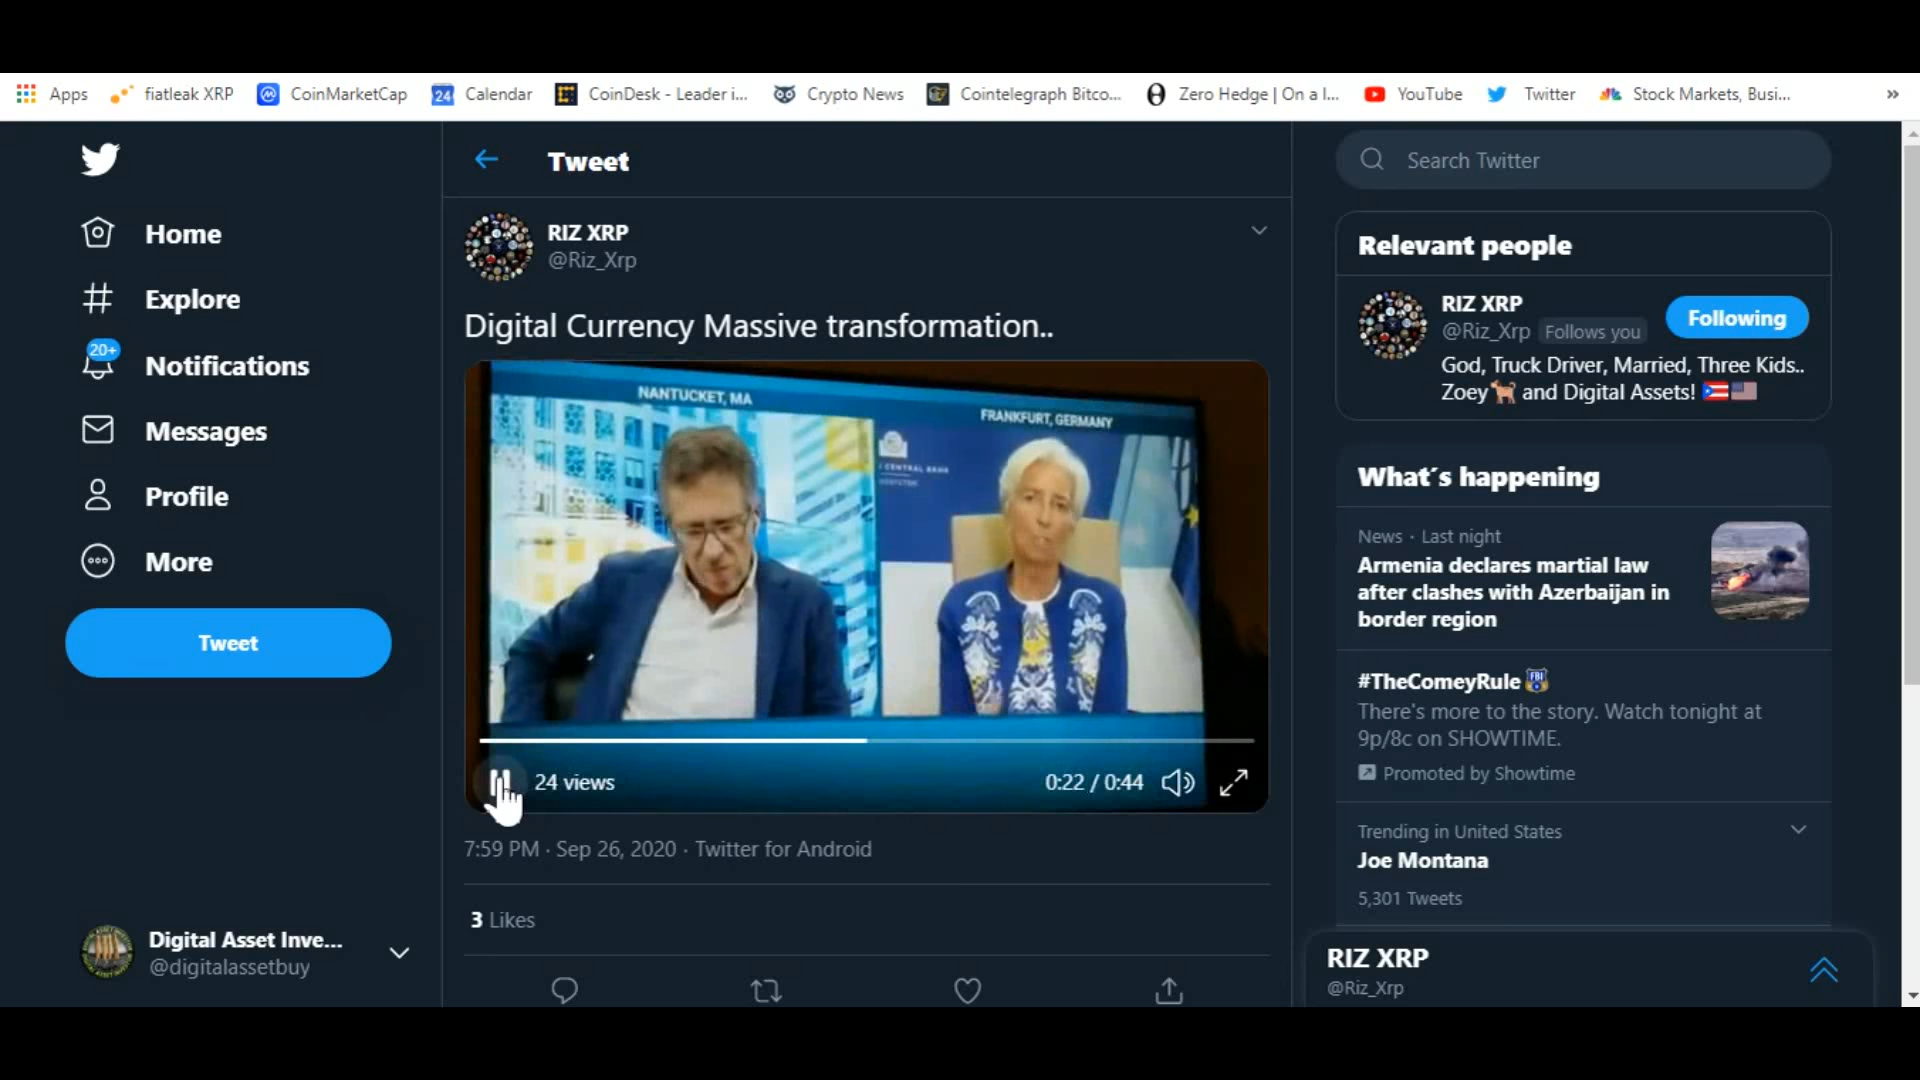 Apps
fiatleak XRP
CoinMarketCap
24
Calendar
CoinDesk - Leader i...
Crypto News
Cointelegraph Bitco...
Zero Hedge | On a l...
YouTube
Twitter
Stock Markets, Busi...
»
Home
Explore
20+
Notifications
Messages
Profile
More
Tweet
Digital Asset Inve...
@digitalassetbuy
Tweet
RIZ XRP
@Riz_Xrp
Digital Currency Massive transformation..
NANTUCKET, MA
FRANKFURT, GERMANY
CENTRAL BANK
24 views
0:22 / 0:44
7:59 PM · Sep 26, 2020 · Twitter for Android
3 Likes
Search Twitter
Relevant people
RIZ XRP
@Riz_Xrp Follows you
Following
God, Truck Driver, Married, Three Kids..
Zoey🐕 and Digital Assets! 🇵🇷🇺🇸
What's happening
News · Last night
Armenia declares martial law
after clashes with Azerbaijan in
border region
#TheComeyRule
FBI
There's more to the story. Watch tonight at
9p/8c on SHOWTIME.
Promoted by Showtime
Trending in United States
Joe Montana
5,301 Tweets
RIZ XRP
@Riz_Xrp